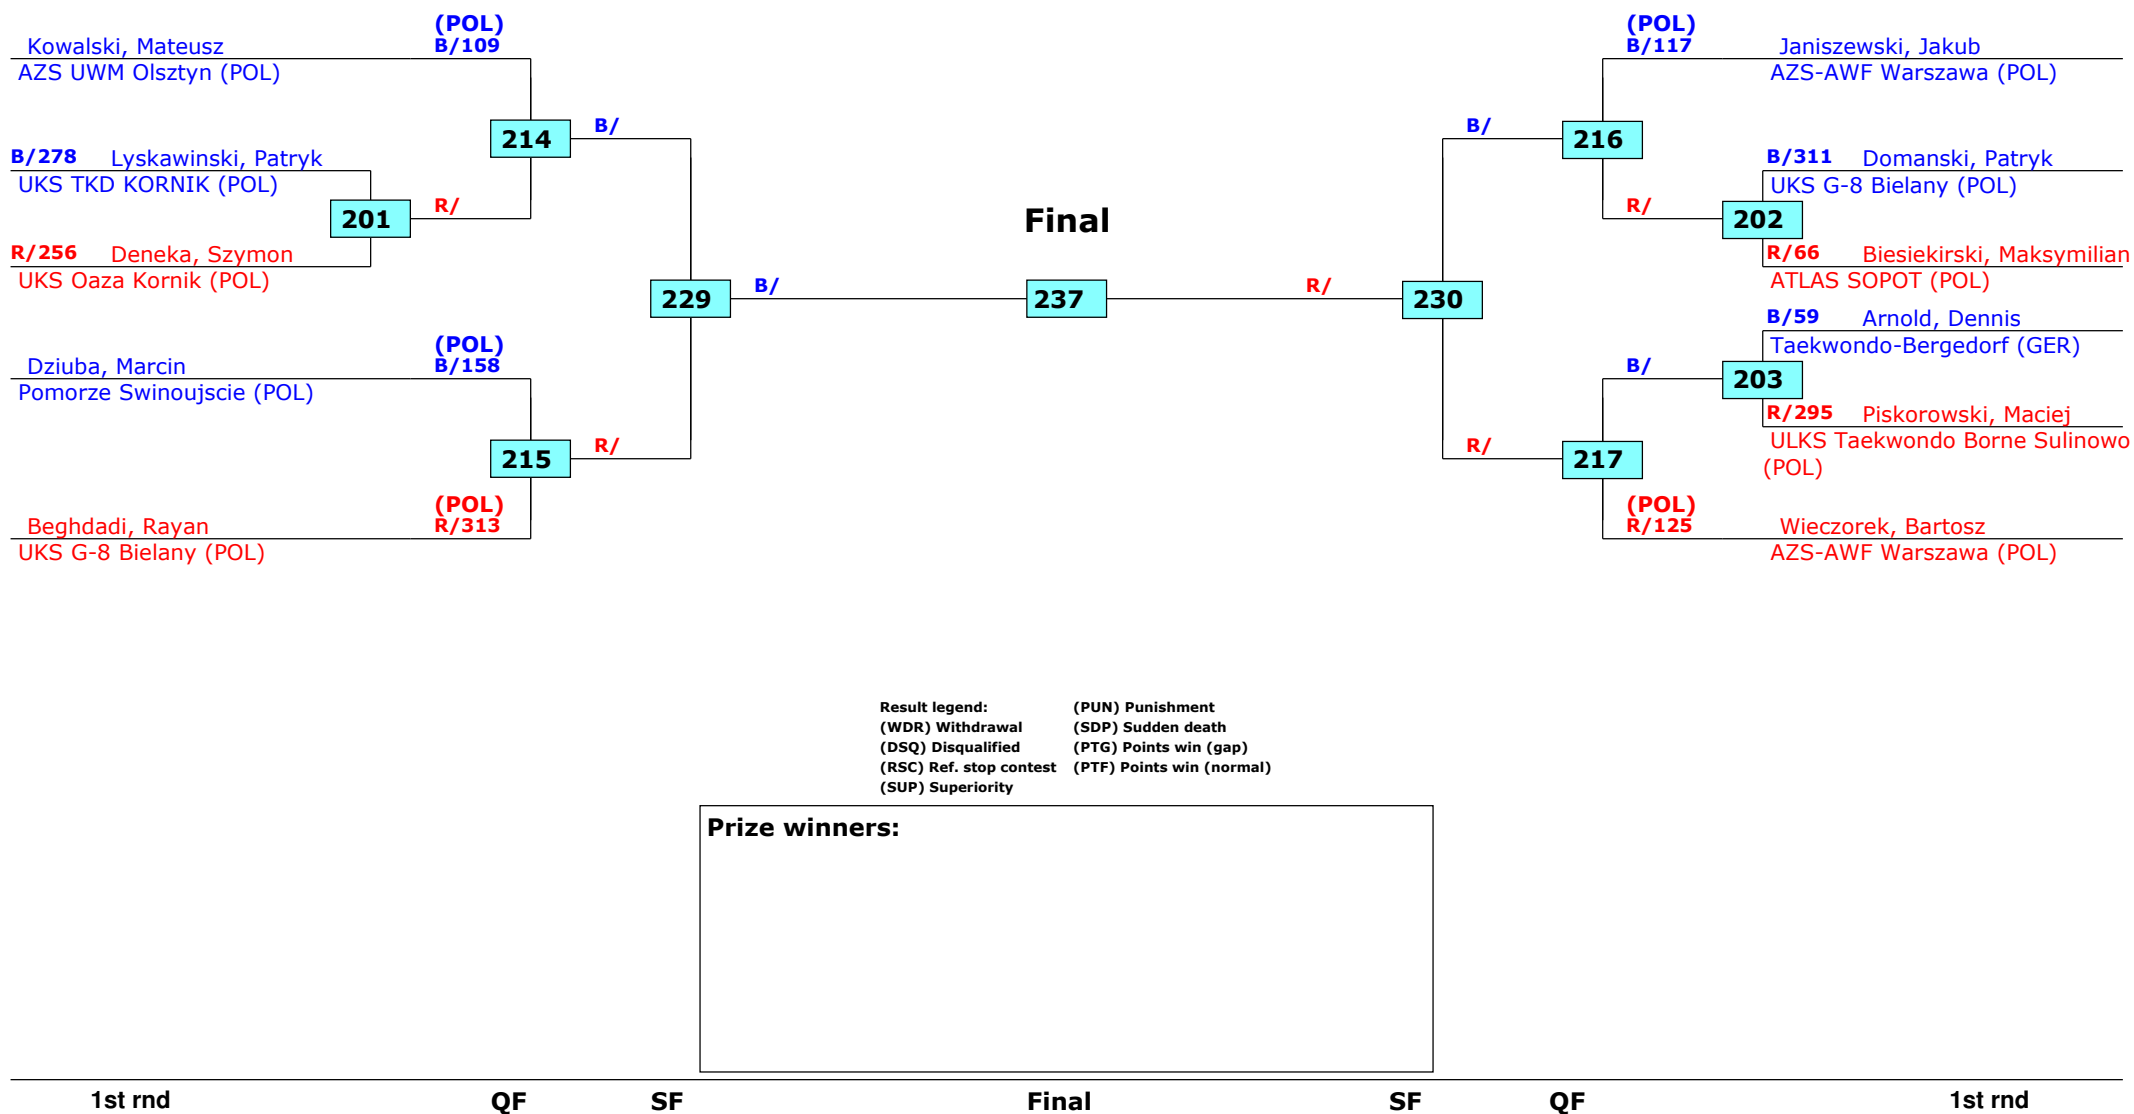 (POL)
B/109
Kowalski, Mateusz
AZS UWM Olsztyn (POL)
214
B/
B/278 Lyskawinski, Patryk
UKS TKD KORNIK (POL)
201
R/
R/256 Deneka, Szymon
UKS Oaza Kornik (POL)
229
B/
(POL)
B/158
Dziuba, Marcin
Pomorze Swinoujscie (POL)
215
R/
(POL)
R/313
Beghdadi, Rayan
UKS G-8 Bielany (POL)
Final
237
(POL)
B/117
Janiszewski, Jakub
AZS-AWF Warszawa (POL)
B/
216
B/311 Domanski, Patryk
UKS G-8 Bielany (POL)
R/
202
R/66 Biesiekirski, Maksymilian
ATLAS SOPOT (POL)
R/
230
B/59 Arnold, Dennis
Taekwondo-Bergedorf (GER)
B/
203
R/295 Piskorowski, Maciej
ULKS Taekwondo Borne Sulinowo
(POL)
R/
217
(POL)
R/125
Wieczorek, Bartosz
AZS-AWF Warszawa (POL)
Result legend:
(WDR) Withdrawal
(DSQ) Disqualified
(RSC) Ref. stop contest
(SUP) Superiority
(PUN) Punishment
(SDP) Sudden death
(PTG) Points win (gap)
(PTF) Points win (normal)
Prize winners:
1st rnd QF SF Final SF QF 1st rnd